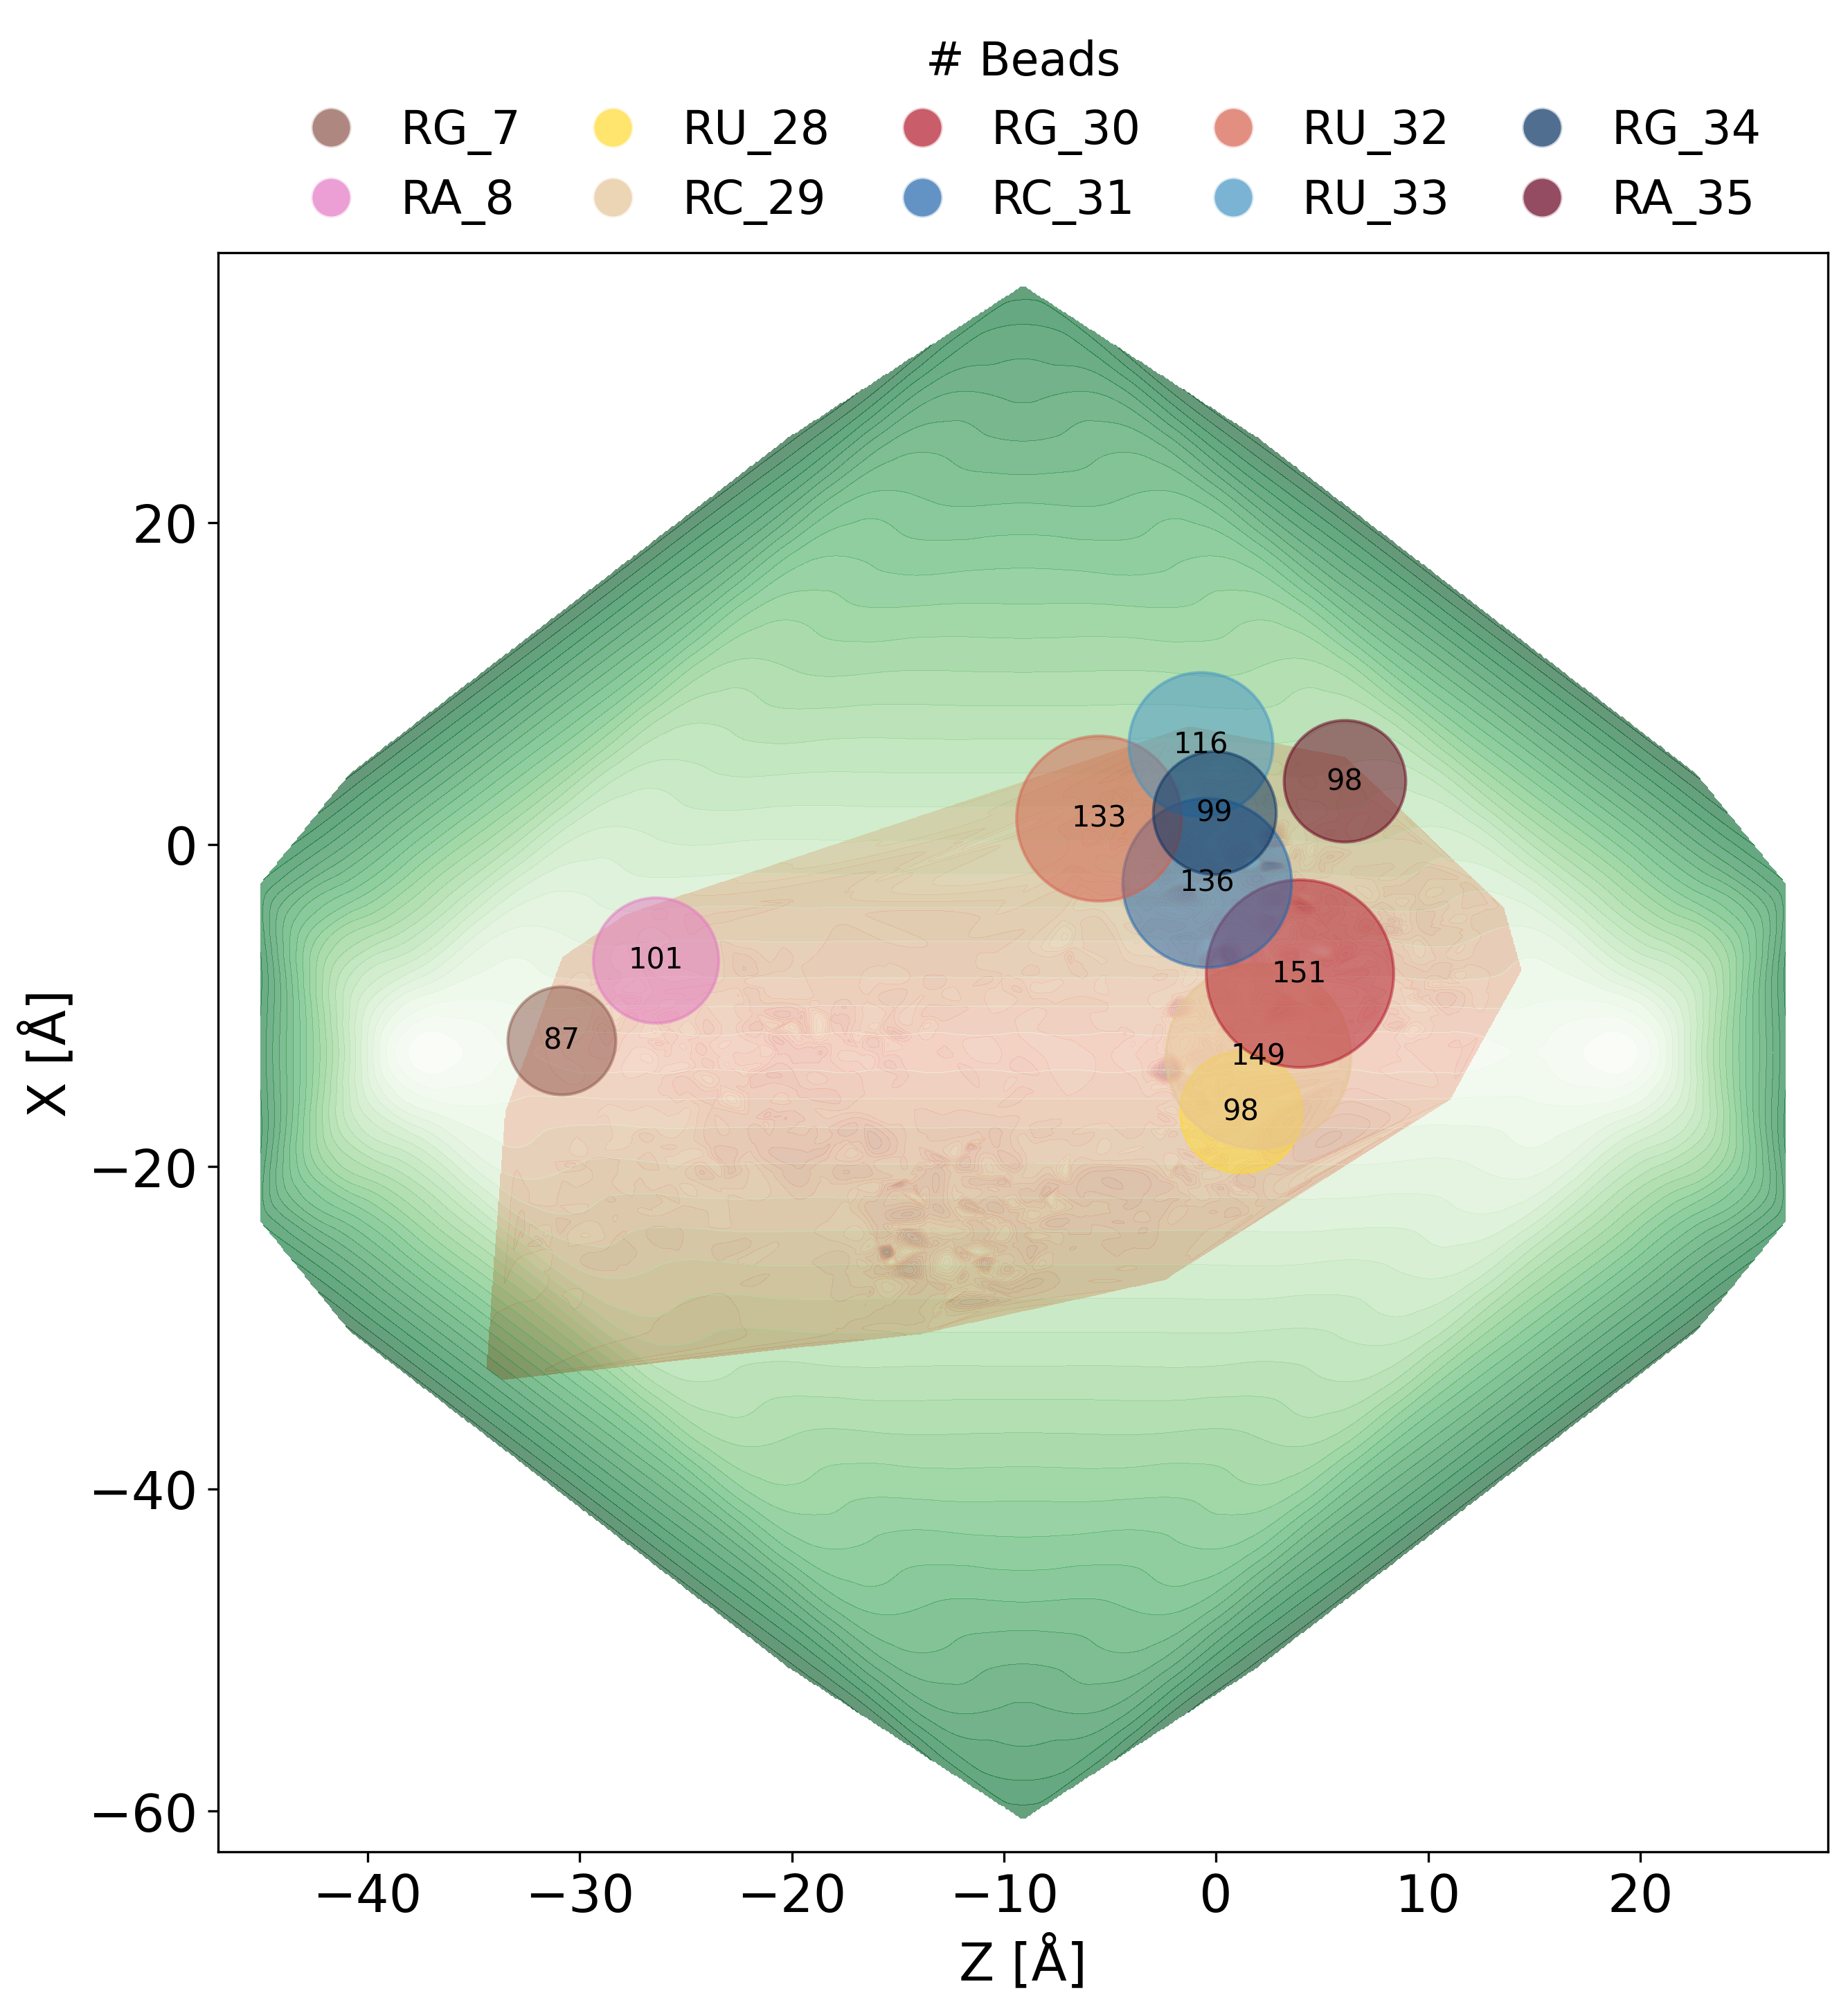 # Beads
RG_7 RU_28 RG_30 RU_32 RG_34
RA_8 RC_29 RC_31 RU_33 RA_35
20
0
−20
−40
−60
X [Å]
116
98
133
99
136
101
151
87
149
98
−40 −30 −20 −10 0 10 20
Z [Å]